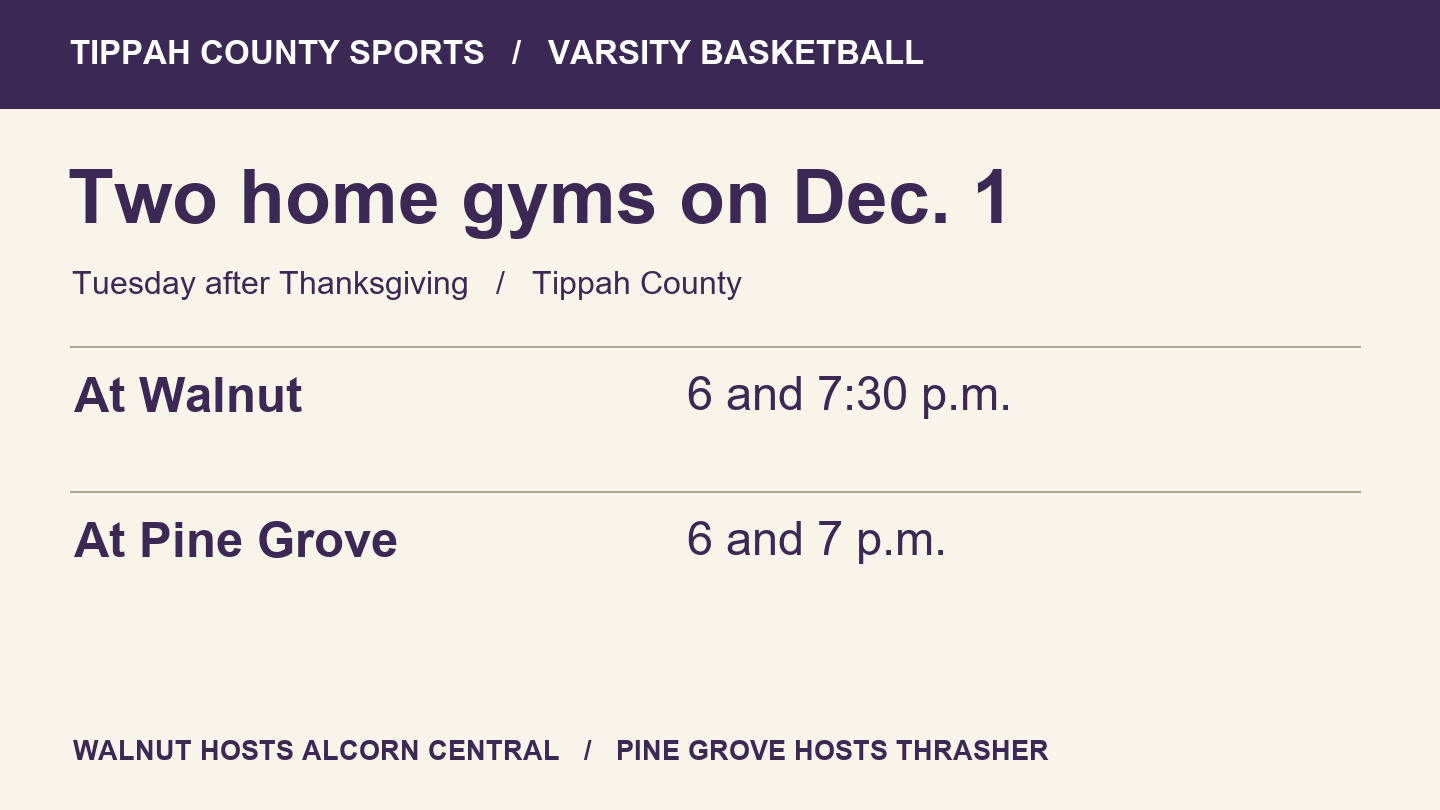 TIPPAH COUNTY SPORTS / VARSITY BASKETBALL
Two home gyms on Dec. 1
Tuesday after Thanksgiving / Tippah County
At Walnut 6 and 7:30 p.m.
At Pine Grove 6 and 7 p.m.
WALNUT HOSTS ALCORN CENTRAL / PINE GROVE HOSTS THRASHER